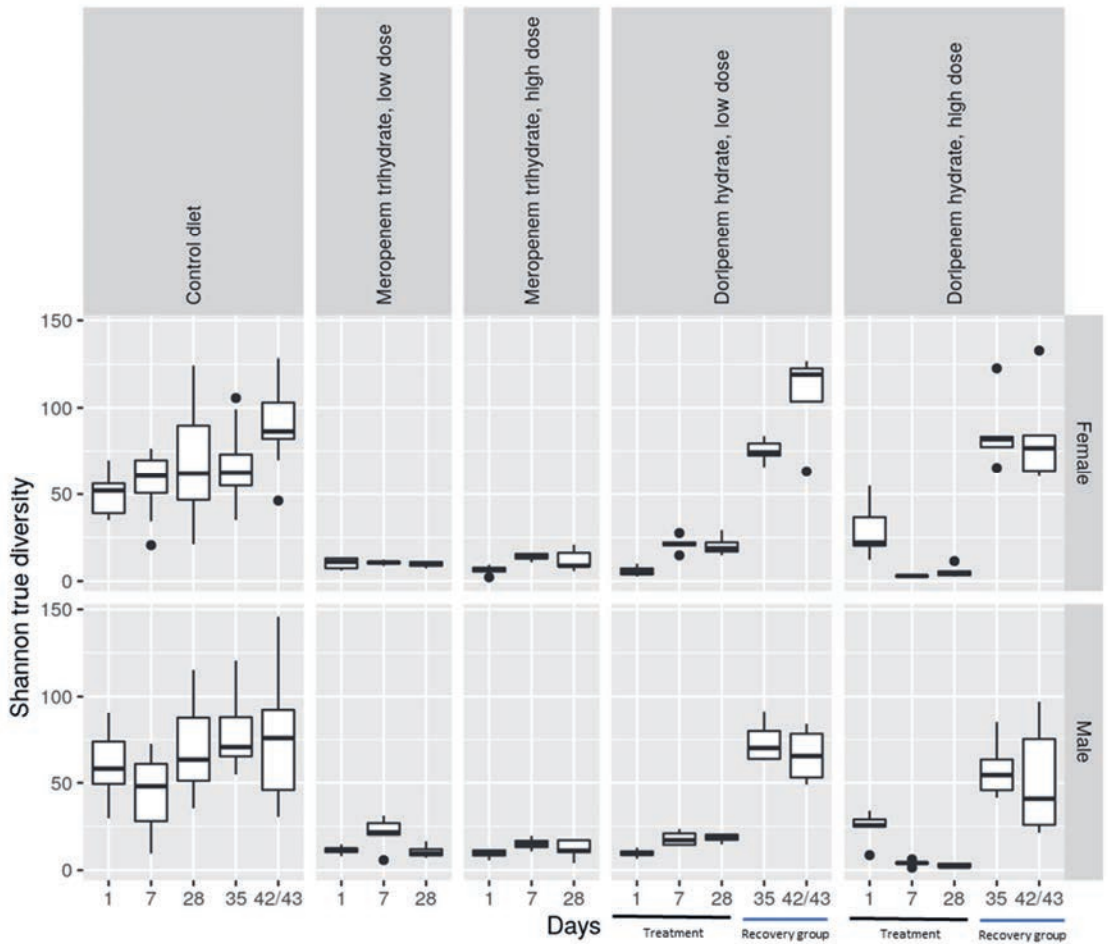 Control diet
Meropenem trihydrate, low dose
Meropenem trihydrate, high dose
Doripenem hydrate, low dose
Doripenem hydrate, high dose
Shannon true diversity
150
100
50
0
Female
150
100
50
0
Male
1 7 28 35 42/43 1 7 28 1 7 28 1 7 28 35 42/43 1 7 28 35 42/43
Days
Treatment Recovery group Treatment Recovery group